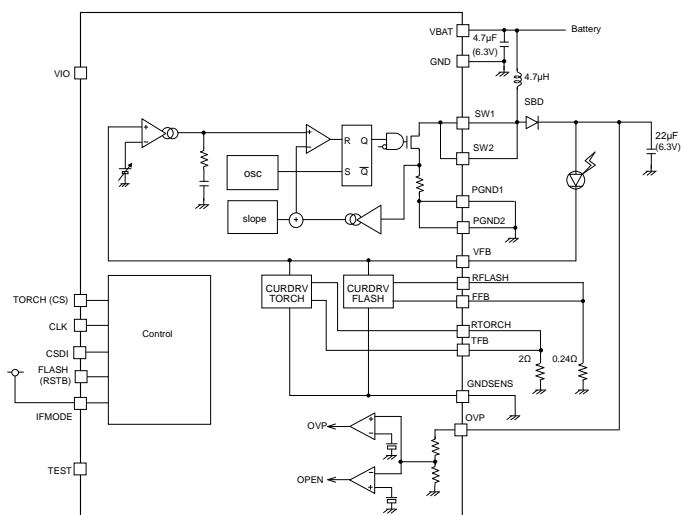 VBAT
4.7µF
(6.3V)
Battery
GND
4.7µH
VIO
SBD
SW1
22µF
(6.3V)
SW2
+
−
+
−
R Q
S Q
osc
slope
+
PGND1
PGND2
VFB
CURDRV
TORCH
CURDRV
FLASH
RFLASH
FFB
RTORCH
TFB
2Ω
0.24Ω
GNDSENS
OVP
TORCH (CS)
CLK
CSDI
FLASH
(RSTB)
IFMODE
Control
TEST
OVP
+
−
OPEN
−
+